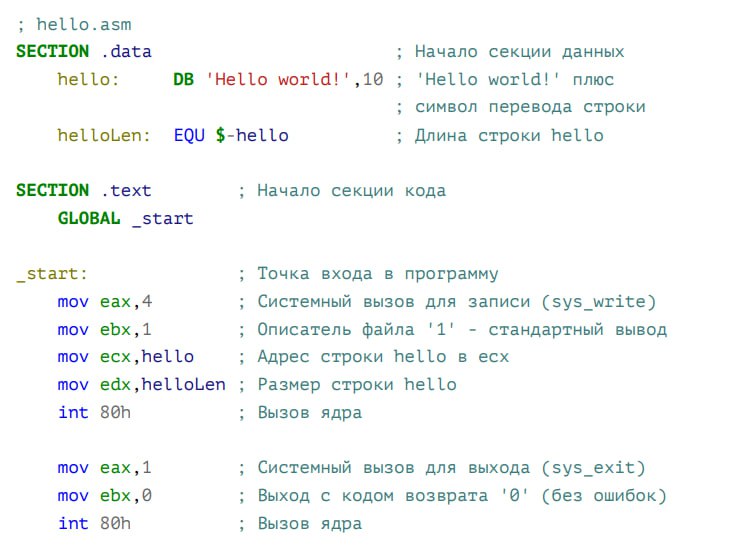 ; hello.asm
SECTION .data ; Начало секции данных
hello: DB 'Hello world!',10 ; 'Hello world!' плюс
; символ перевода строки
helloLen: EQU $-hello ; Длина строки hello
SECTION .text ; Начало секции кода
GLOBAL _start
_start: ; Точка входа в программу
mov eax,4 ; Системный вызов для записи (sys_write)
mov ebx,1 ; Описатель файла '1' - стандартный вывод
mov ecx,hello ; Адрес строки hello в ecx
mov edx,helloLen ; Размер строки hello
int 80h ; Вызов ядра
mov eax,1 ; Системный вызов для выхода (sys_exit)
mov ebx,0 ; Выход с кодом возврата '0' (без ошибок)
int 80h ; Вызов ядра